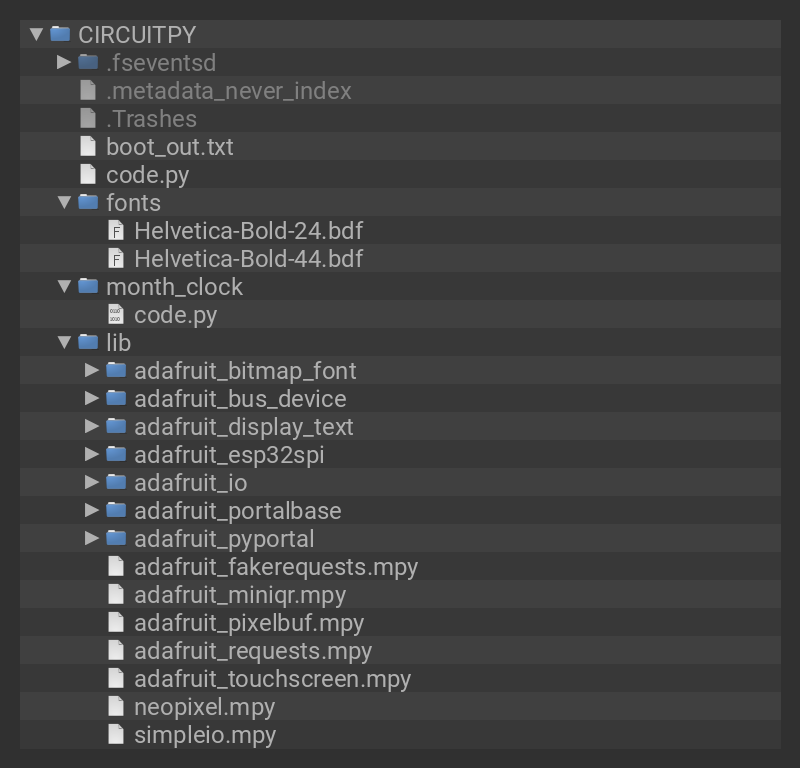 CIRCUITPY
.fseventsd
.metadata_never_index
.Trashes
boot_out.txt
code.py
fonts
Helvetica-Bold-24.bdf
Helvetica-Bold-44.bdf
month_clock
code.py
lib
adafruit_bitmap_font
adafruit_bus_device
adafruit_display_text
adafruit_esp32spi
adafruit_io
adafruit_portalbase
adafruit_pyportal
adafruit_fakerequests.mpy
adafruit_miniqr.mpy
adafruit_pixelbuf.mpy
adafruit_requests.mpy
adafruit_touchscreen.mpy
neopixel.mpy
simpleio.mpy